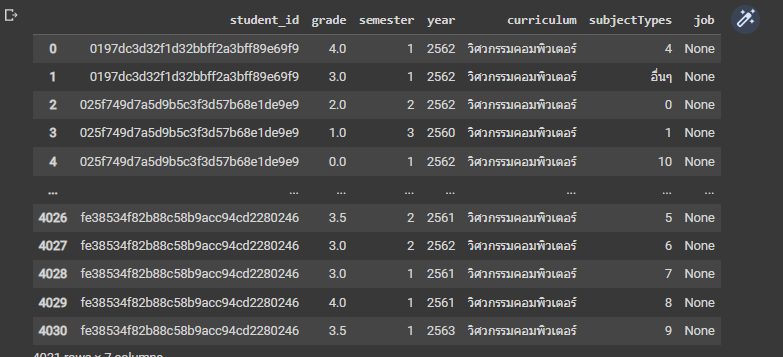 student_id grade semester year curriculum subjectTypes job
0 0197dc3d32f1d32bbff2a3bff89e69f9 4.0 1 2562 วิศวกรรมคอมพิวเตอร์ 4 None
1 0197dc3d32f1d32bbff2a3bff89e69f9 3.0 1 2562 วิศวกรรมคอมพิวเตอร์ อื่นๆ None
2 025f749d7a5d9b5c3f3d57b68e1de9e9 2.0 2 2562 วิศวกรรมคอมพิวเตอร์ 0 None
3 025f749d7a5d9b5c3f3d57b68e1de9e9 1.0 3 2560 วิศวกรรมคอมพิวเตอร์ 1 None
4 025f749d7a5d9b5c3f3d57b68e1de9e9 0.0 1 2562 วิศวกรรมคอมพิวเตอร์ 10 None
... ... ... ... ... ... ... ...
4026 fe38534f82b88c58b9acc94cd2280246 3.5 2 2561 วิศวกรรมคอมพิวเตอร์ 5 None
4027 fe38534f82b88c58b9acc94cd2280246 3.0 2 2562 วิศวกรรมคอมพิวเตอร์ 6 None
4028 fe38534f82b88c58b9acc94cd2280246 3.0 1 2561 วิศวกรรมคอมพิวเตอร์ 7 None
4029 fe38534f82b88c58b9acc94cd2280246 4.0 1 2561 วิศวกรรมคอมพิวเตอร์ 8 None
4030 fe38534f82b88c58b9acc94cd2280246 3.5 1 2563 วิศวกรรมคอมพิวเตอร์ 9 None
4031 rows x 7 columns